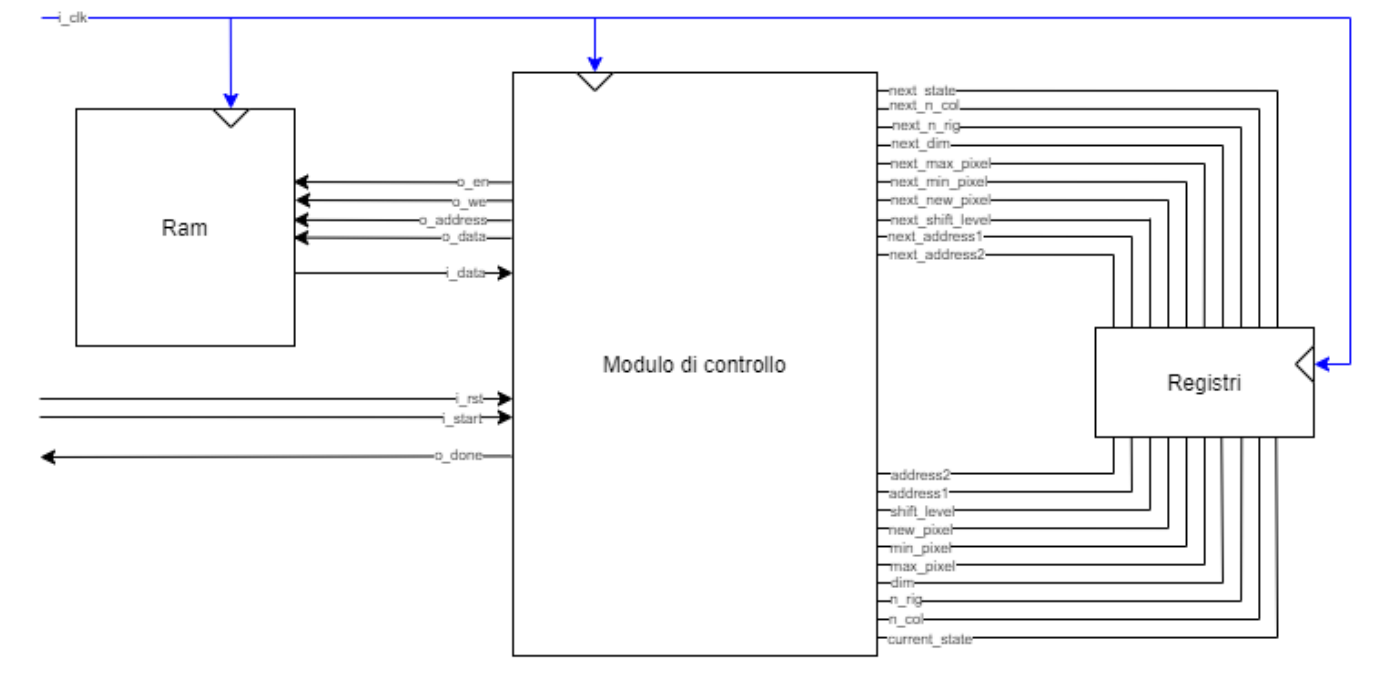 i_clk
next_state
next_n_col
next_n_rig
next_dim
next_max_pixel
next_min_pixel
next_new_pixel
next_shift_level
next_address1
next_address2
o_en
o_we
o_address
o_data
i_data
Ram
Modulo di controllo
Registri
i_rst
i_start
o_done
address2
address1
shift_level
new_pixel
min_pixel
max_pixel
dim
n_rig
n_col
current_state